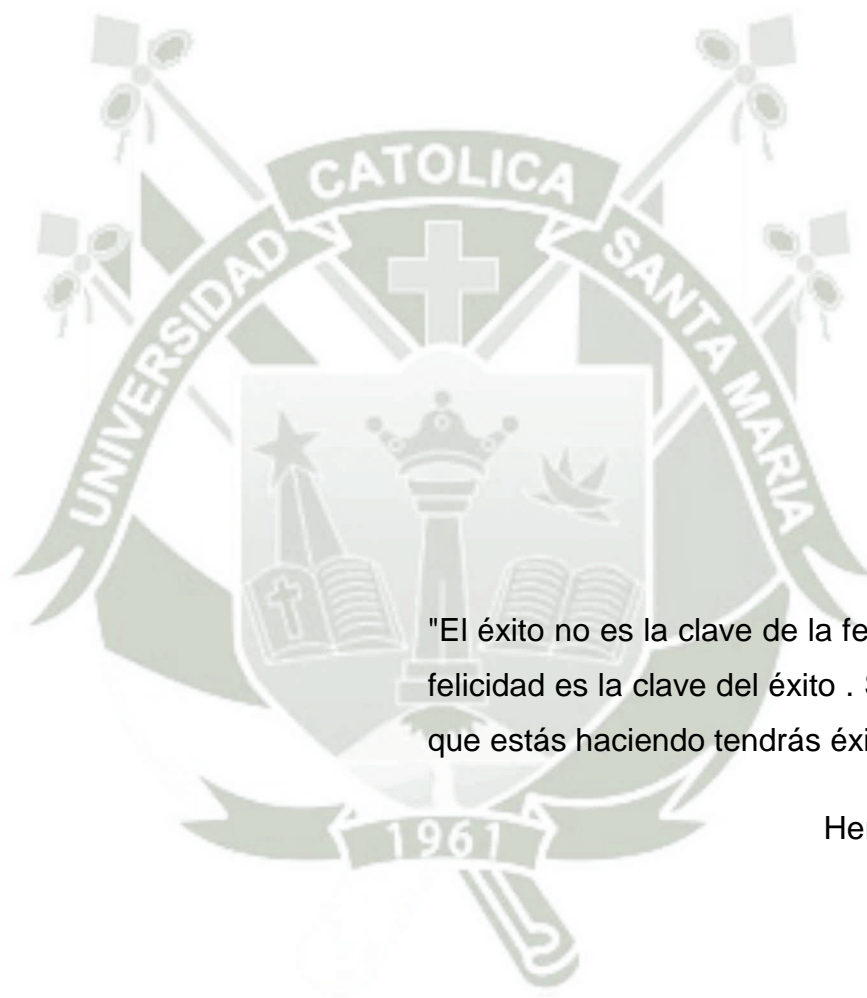 CATOLICA
UNIVERSIDAD
SANTA MARIA
"El éxito no es la clave de la fe
felicidad es la clave del éxito . S
que estás haciendo tendrás éxi
Her
1961